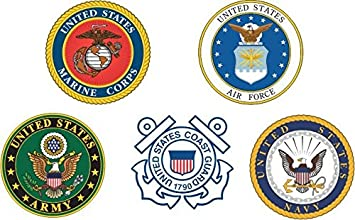 UNITED STATES
MARINE CORPS
UNITED STATES
AIR FORCE
UNITED STATES
ARMY
UNITED STATES COAST GUARD
1790
UNITED STATES
NAVY